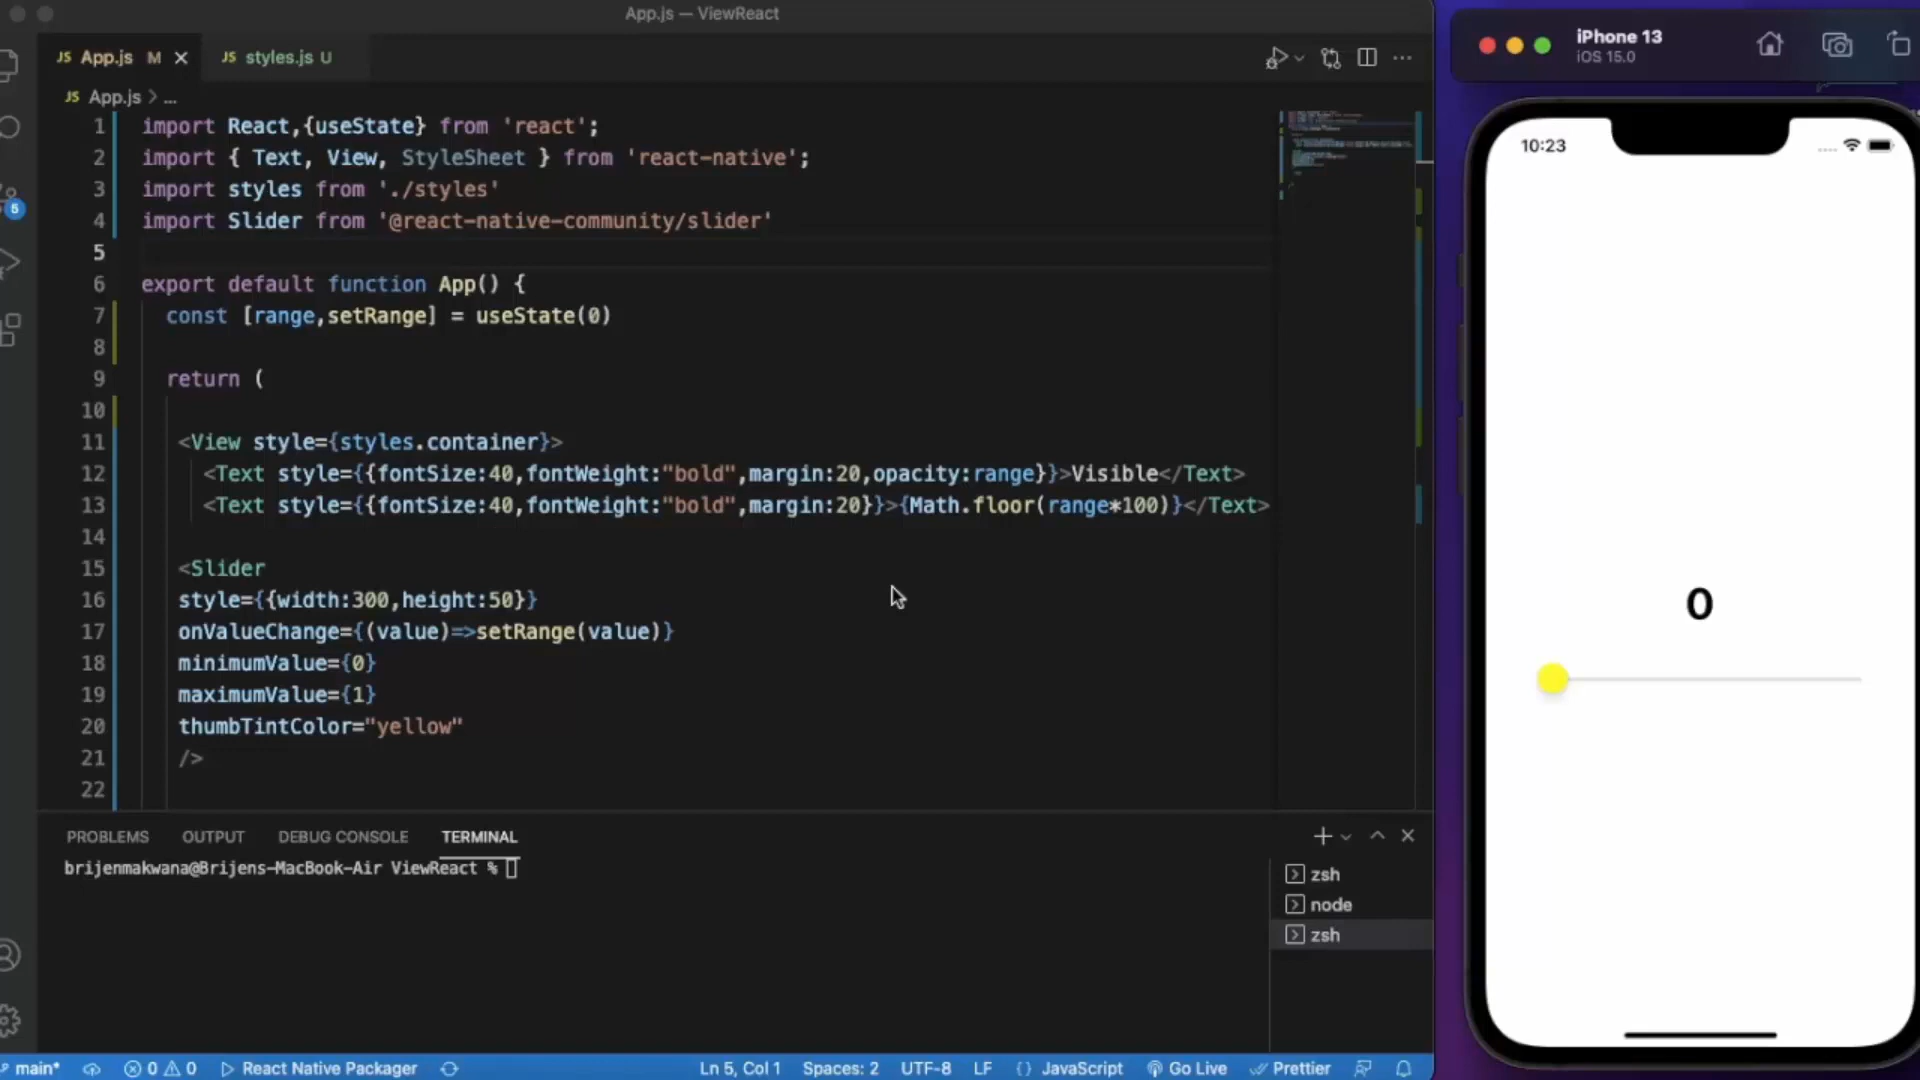 App.js — ViewReact
JS App.js M
JS styles.js U
JS App.js > ...
1 import React,{useState} from 'react';
2 import { Text, View, StyleSheet } from 'react-native';
3 import styles from './styles'
4 import Slider from '@react-native-community/slider'
5
6 export default function App() {
7 const [range,setRange] = useState(0)
8
9 return (
10
11 <View style={styles.container}>
12 <Text style={{fontSize:40,fontWeight:"bold",margin:20,opacity:range}}>Visible</Text>
13 <Text style={{fontSize:40,fontWeight:"bold",margin:20}}>{Math.floor(range*100)}</Text>
14
15 <Slider
16 style={{width:300,height:50}}
17 onValueChange={(value)=>setRange(value)}
18 minimumValue={0}
19 maximumValue={1}
20 thumbTintColor="yellow"
21 />
22
5
PROBLEMS OUTPUT DEBUG CONSOLE TERMINAL
brijenmakwana@Brijens-MacBook-Air ViewReact %
zsh
node
zsh
main* 0 0 React Native Packager Ln 5, Col 1 Spaces: 2 UTF-8 LF {} JavaScript Go Live Prettier
iPhone 13
iOS 15.0
10:23
0